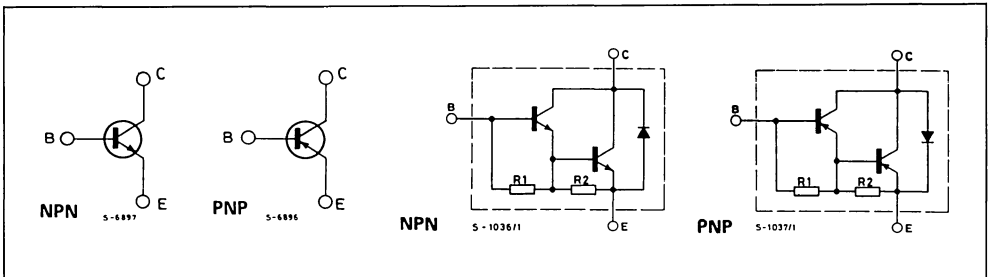 C
B
E
NPN S-6897
C
B
E
PNP S-6896
C
B
R1 R2
E
NPN S-1036/1
C
B
R1 R2
E
PNP S-1037/1